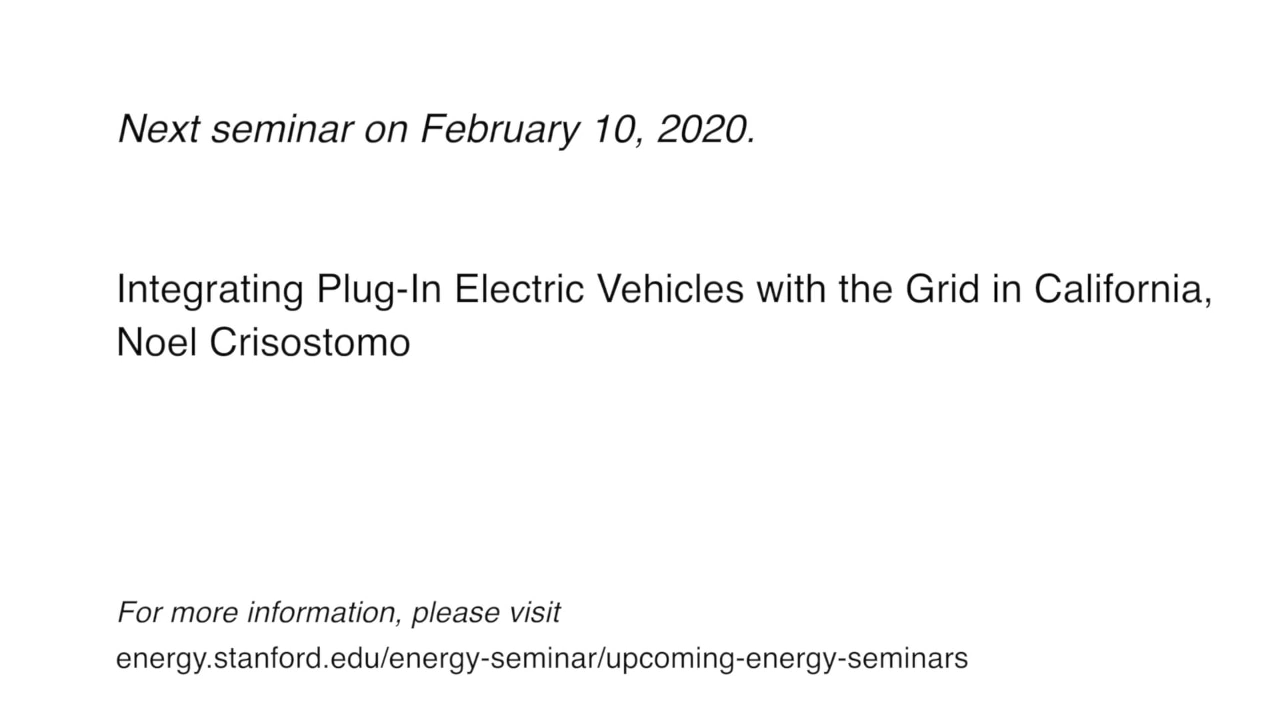 Next seminar on February 10, 2020.
Integrating Plug-In Electric Vehicles with the Grid in California,
Noel Crisostomo
For more information, please visit
energy.stanford.edu/energy-seminar/upcoming-energy-seminars